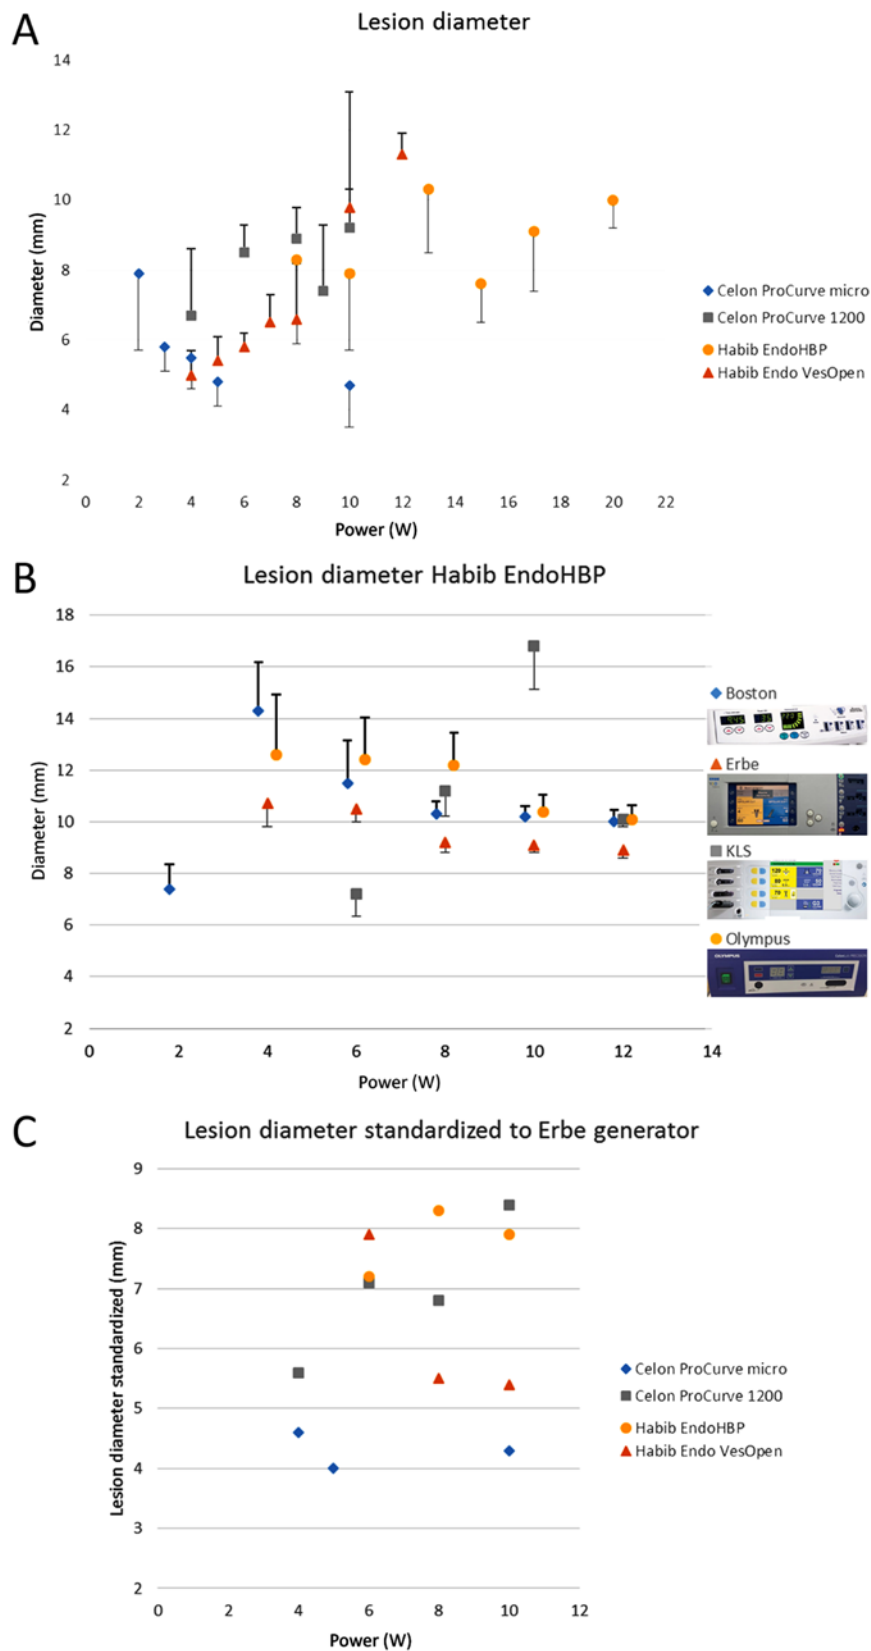 A
Lesion diameter
14
12
10
8
6
4
2
Diameter (mm)
0 2 4 6 8 10 12 14 16 18 20 22
Power (W)
Celon ProCurve micro
Celon ProCurve 1200
Habib EndoHBP
Habib Endo VesOpen
B
Lesion diameter Habib EndoHBP
18
16
14
12
10
8
6
4
2
Diameter (mm)
0 2 4 6 8 10 12 14
Power (W)
Boston
Erbe
KLS
Olympus
OLYMPUS
C
Lesion diameter standardized to Erbe generator
9
8
7
6
5
4
3
2
Lesion diameter standardized (mm)
0 2 4 6 8 10 12
Power (W)
Celon ProCurve micro
Celon ProCurve 1200
Habib EndoHBP
Habib Endo VesOpen